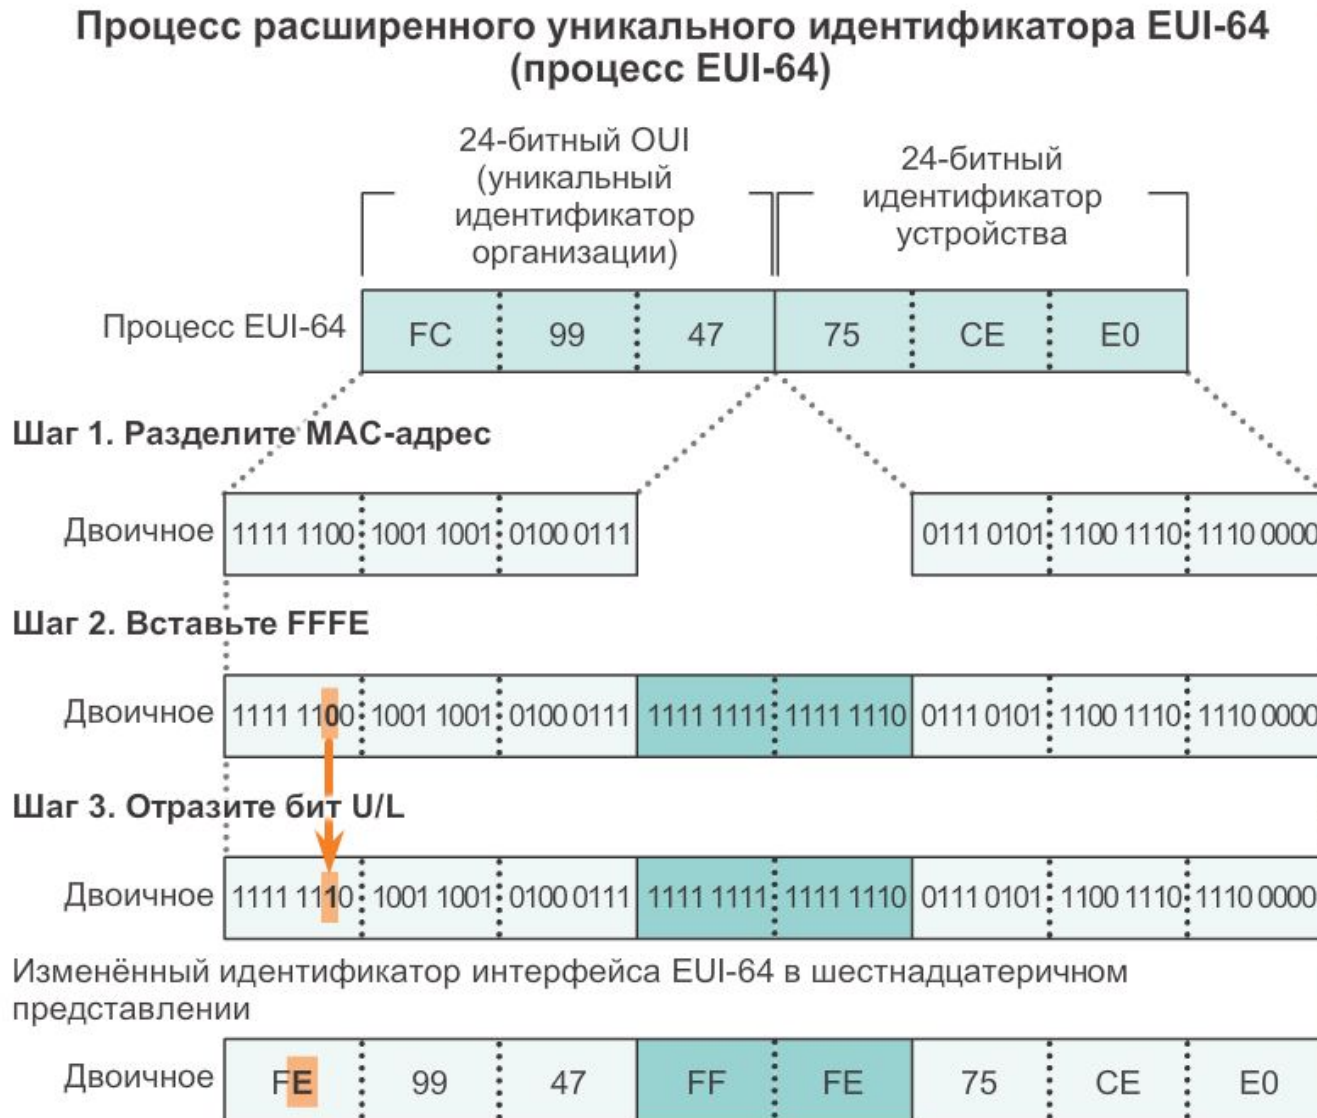 Процесс расширенного уникального идентификатора EUI-64
(процесс EUI-64)
24-битный OUI
(уникальный
идентификатор
организации)
24-битный
идентификатор
устройства
Процесс EUI-64 FC 99 47 75 CE E0
Шаг 1. Разделите MAC-адрес
Двоичное 1111 1100 1001 1001 0100 0111 0111 0101 1100 1110 1110 0000
Шаг 2. Вставьте FFFE
Двоичное 1111 1100 1001 1001 0100 0111 1111 1111 1111 1110 0111 0101 1100 1110 1110 0000
Шаг 3. Отразите бит U/L
Двоичное 1111 1110 1001 1001 0100 0111 1111 1111 1111 1110 0111 0101 1100 1110 1110 0000
Изменённый идентификатор интерфейса EUI-64 в шестнадцатеричном
представлении
Двоичное FE 99 47 FF FE 75 CE E0